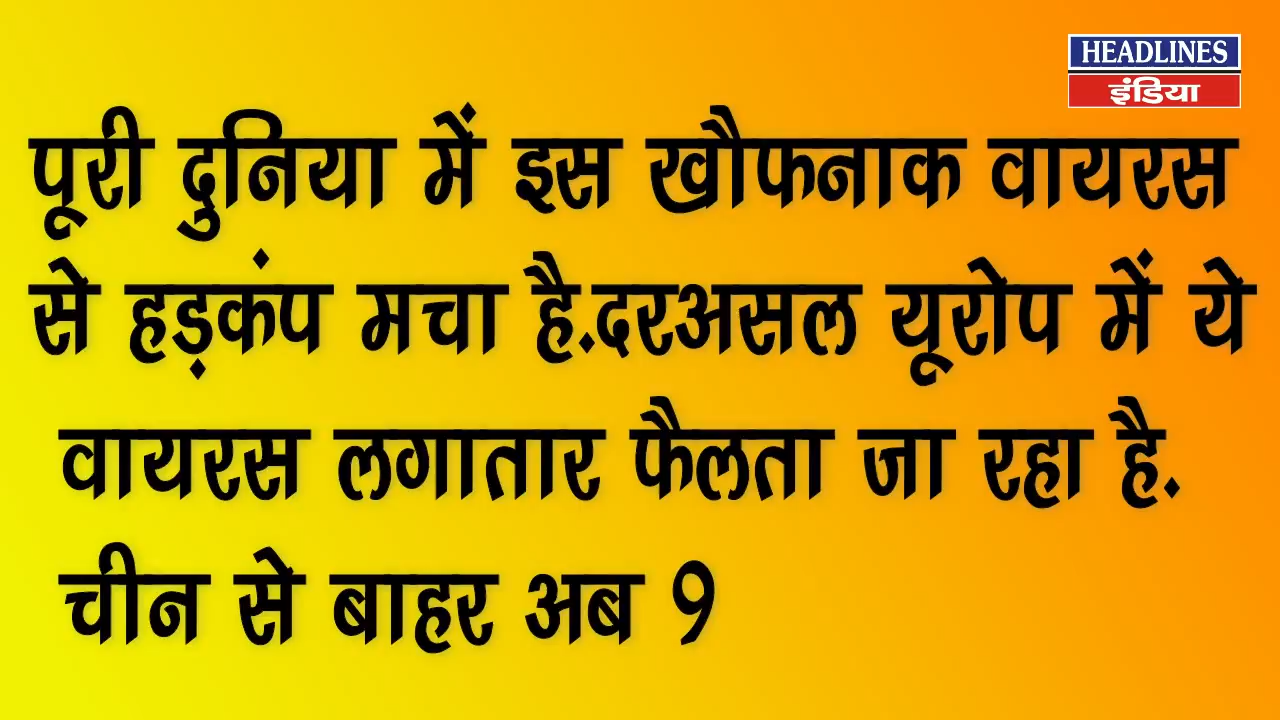 HEADLINES
इंडिया
पूरी दुनिया में इस खौफनाक वायरस
से हड़कंप मचा है.दरअसल यूरोप में ये
वायरस लगातार फैलता जा रहा है.
चीन से बाहर अब 9